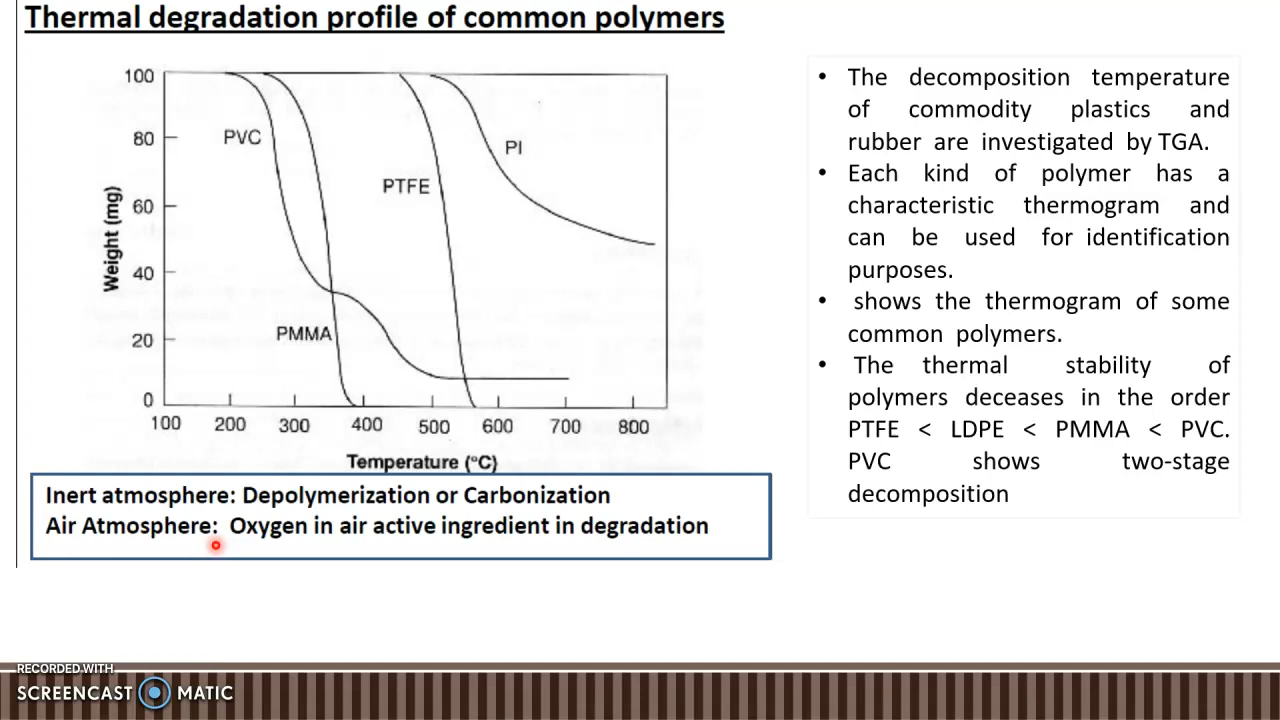 Thermal degradation profile of common polymers
100
80
60
40
20
0
Weight (mg)
PVC
PMMA
PTFE
PI
100 200 300 400 500 600 700 800
Temperature (°C)
Inert atmosphere: Depolymerization or Carbonization
Air Atmosphere: Oxygen in air active ingredient in degradation
• The decomposition temperature
of commodity plastics and
rubber are investigated by TGA.
• Each kind of polymer has a
characteristic thermogram and
can be used for identification
purposes.
• shows the thermogram of some
common polymers.
• The thermal stability of
polymers deceases in the order
PTFE < LDPE < PMMA < PVC.
PVC shows two-stage
decomposition
RECORDED WITH
SCREENCAST MATIC